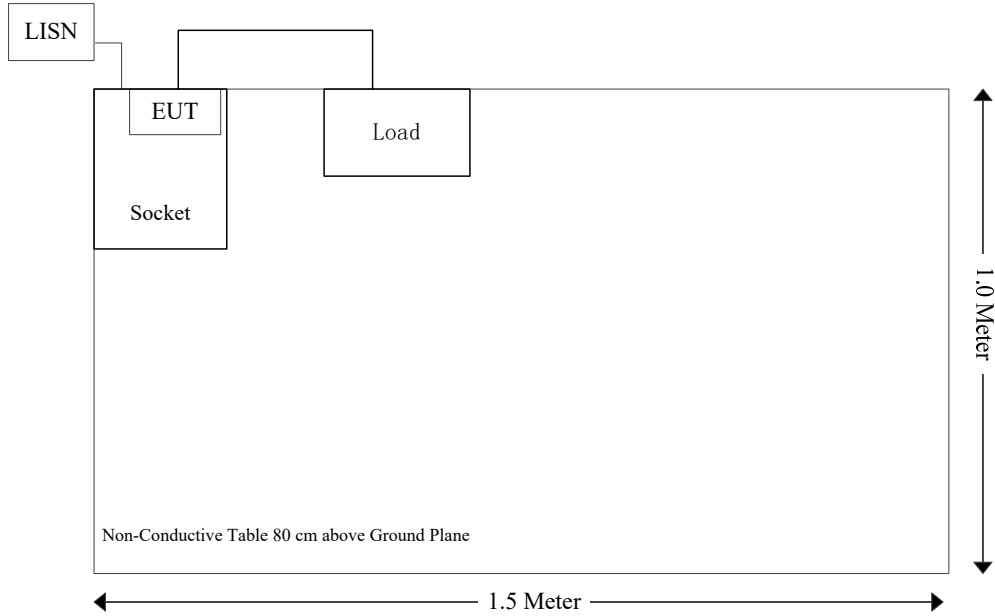 LISN
EUT
Load
Socket
1.0 Meter
Non-Conductive Table 80 cm above Ground Plane
1.5 Meter